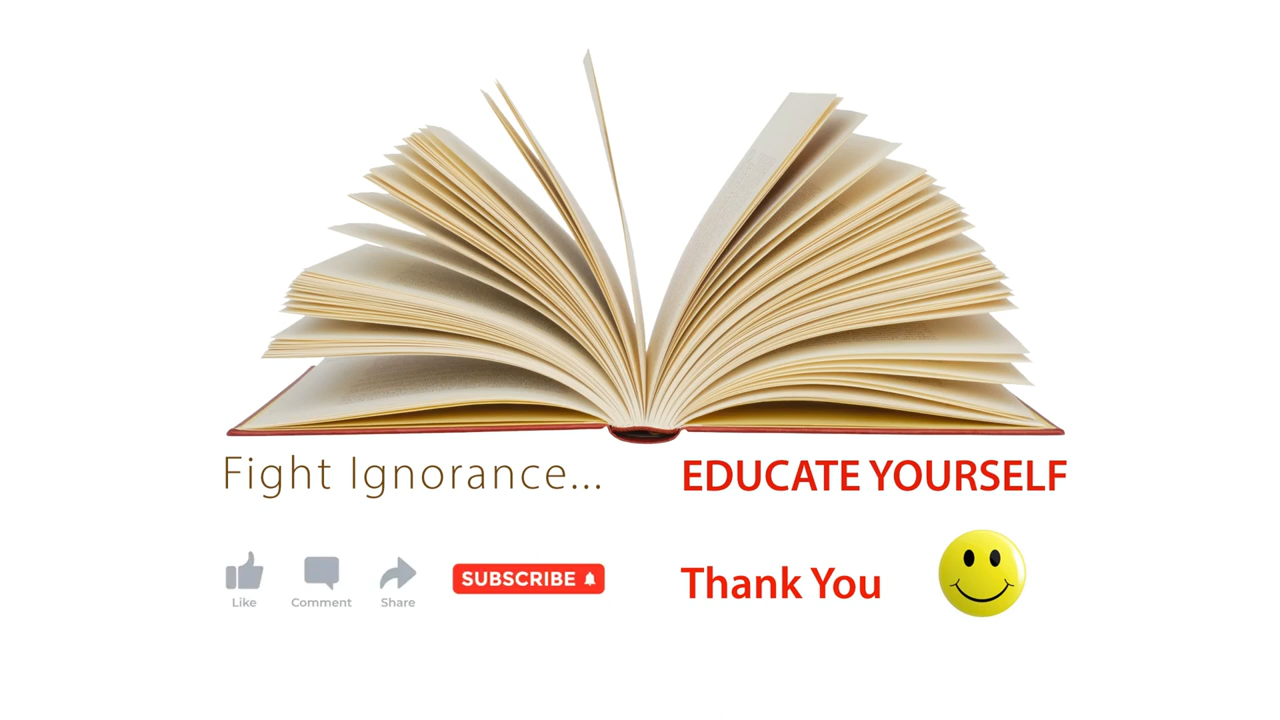 Fight Ignorance...
EDUCATE YOURSELF
Like
Comment
Share
SUBSCRIBE
Thank You